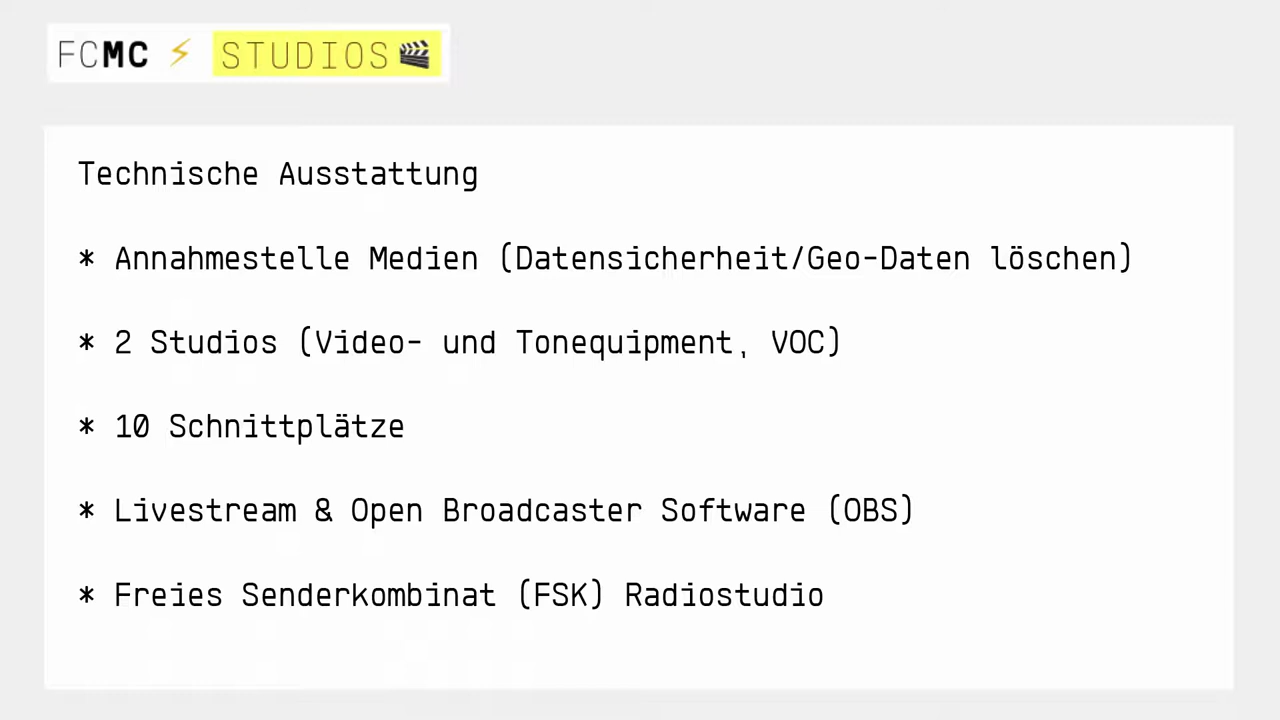 FCMC ⚡ STUDIOS🎬
Technische Ausstattung
* Annahmestelle Medien (Datensicherheit/Geo-Daten löschen)
* 2 Studios (Video- und Tonequipment, VOC)
* 10 Schnittplätze
* Livestream & Open Broadcaster Software (OBS)
* Freies Senderkombinat (FSK) Radiostudio